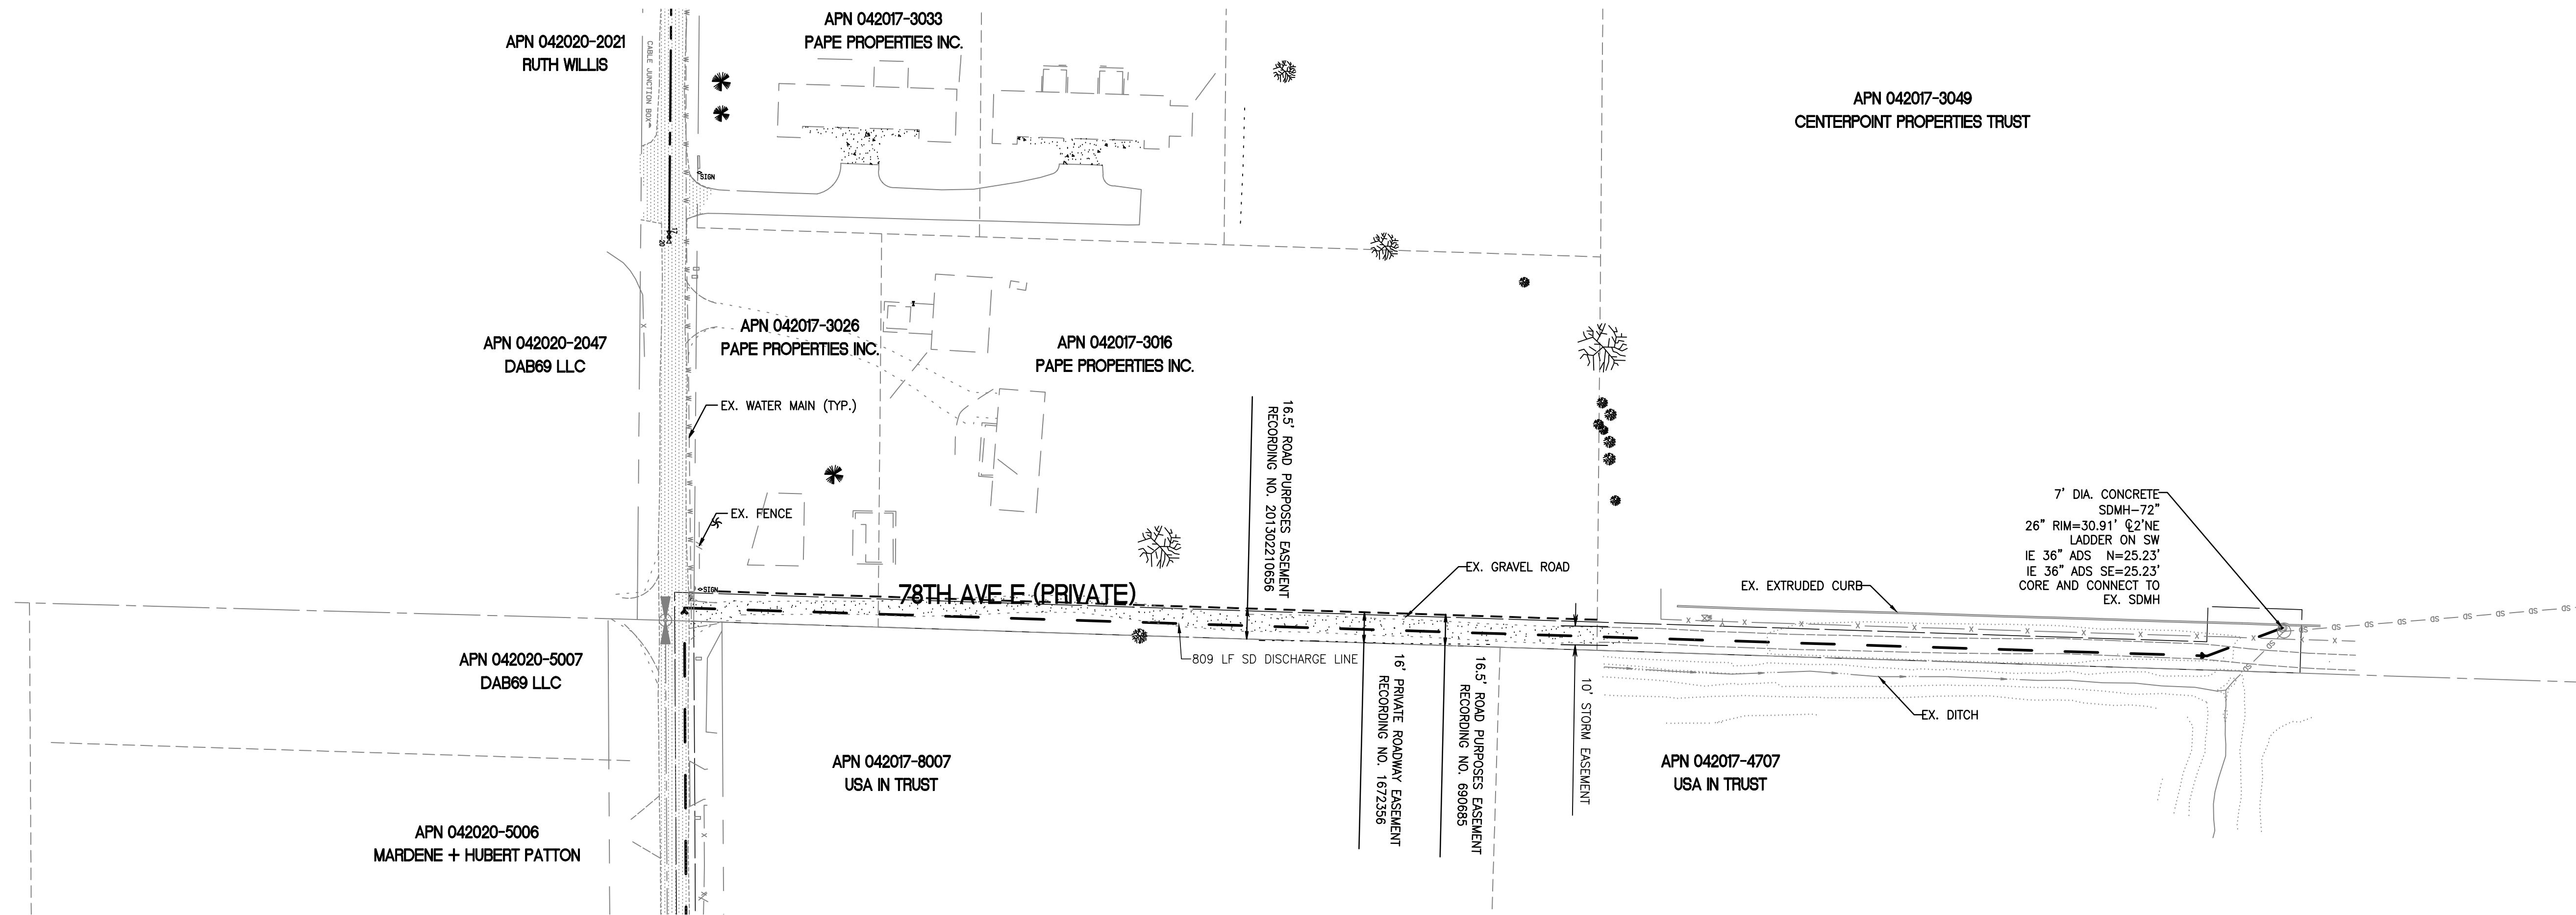 APN 042017-3033
PAPE PROPERTIES INC.
APN 042020-2021
RUTH WILLIS
CABLE JUNCTION BOX
APN 042017-3049
CENTERPOINT PROPERTIES TRUST
SIGN
17
20
APN 042017-3026
PAPE PROPERTIES INC.
APN 042020-2047
DAB69 LLC
APN 042017-3016
PAPE PROPERTIES INC.
EX. WATER MAIN (TYP.)
16.5' ROAD PURPOSES EASEMENT
RECORDING NO. 201302210656
EX. FENCE
7' DIA. CONCRETE
SDMH-72"
26" RIM=30.91' ℄2'NE
LADDER ON SW
IE 36" ADS N=25.23'
IE 36" ADS SE=25.23'
CORE AND CONNECT TO
EX. SDMH
EX. GRAVEL ROAD
EX. EXTRUDED CURB
SIGN
78TH AVE E (PRIVATE)
809 LF SD DISCHARGE LINE
16' PRIVATE ROADWAY EASEMENT
RECORDING NO. 1672356
16.5' ROAD PURPOSES EASEMENT
RECORDING NO. 690685
10' STORM EASEMENT
APN 042020-5007
DAB69 LLC
EX. DITCH
APN 042017-8007
USA IN TRUST
APN 042017-4707
USA IN TRUST
APN 042020-5006
MARDENE + HUBERT PATTON